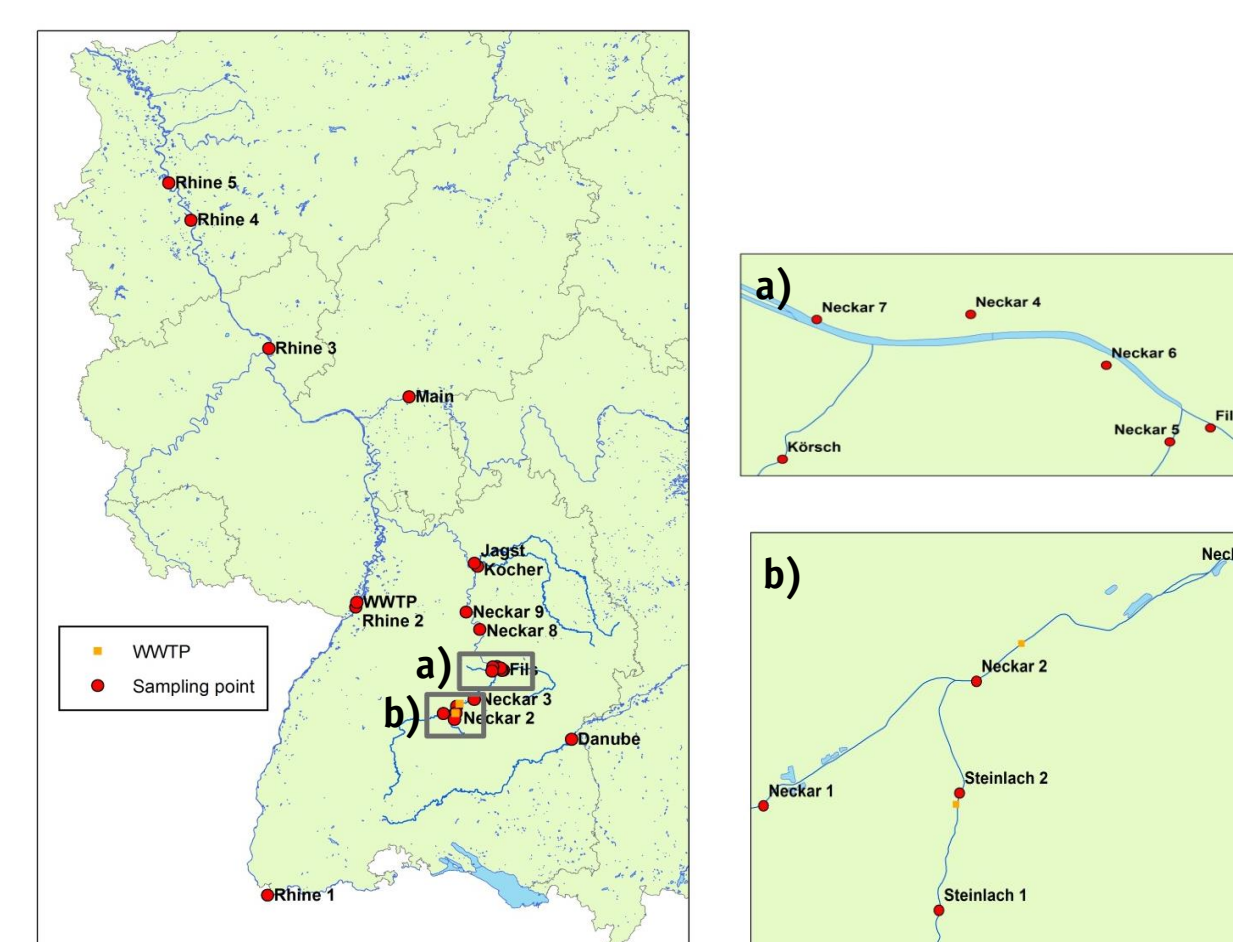 Rhine 5
Rhine 4
Rhine 3
Main
Jagst
Kocher
WWTP
Rhine 2
Neckar 9
Neckar 8
a)
Fils
Neckar 3
b)
Neckar 2
Danube
Rhine 1
WWTP
Sampling point
a)
Neckar 7
Neckar 4
Neckar 6
Neckar 5
Fil
Körsch
b)
Neck
Neckar 2
Neckar 1
Steinlach 2
Steinlach 1